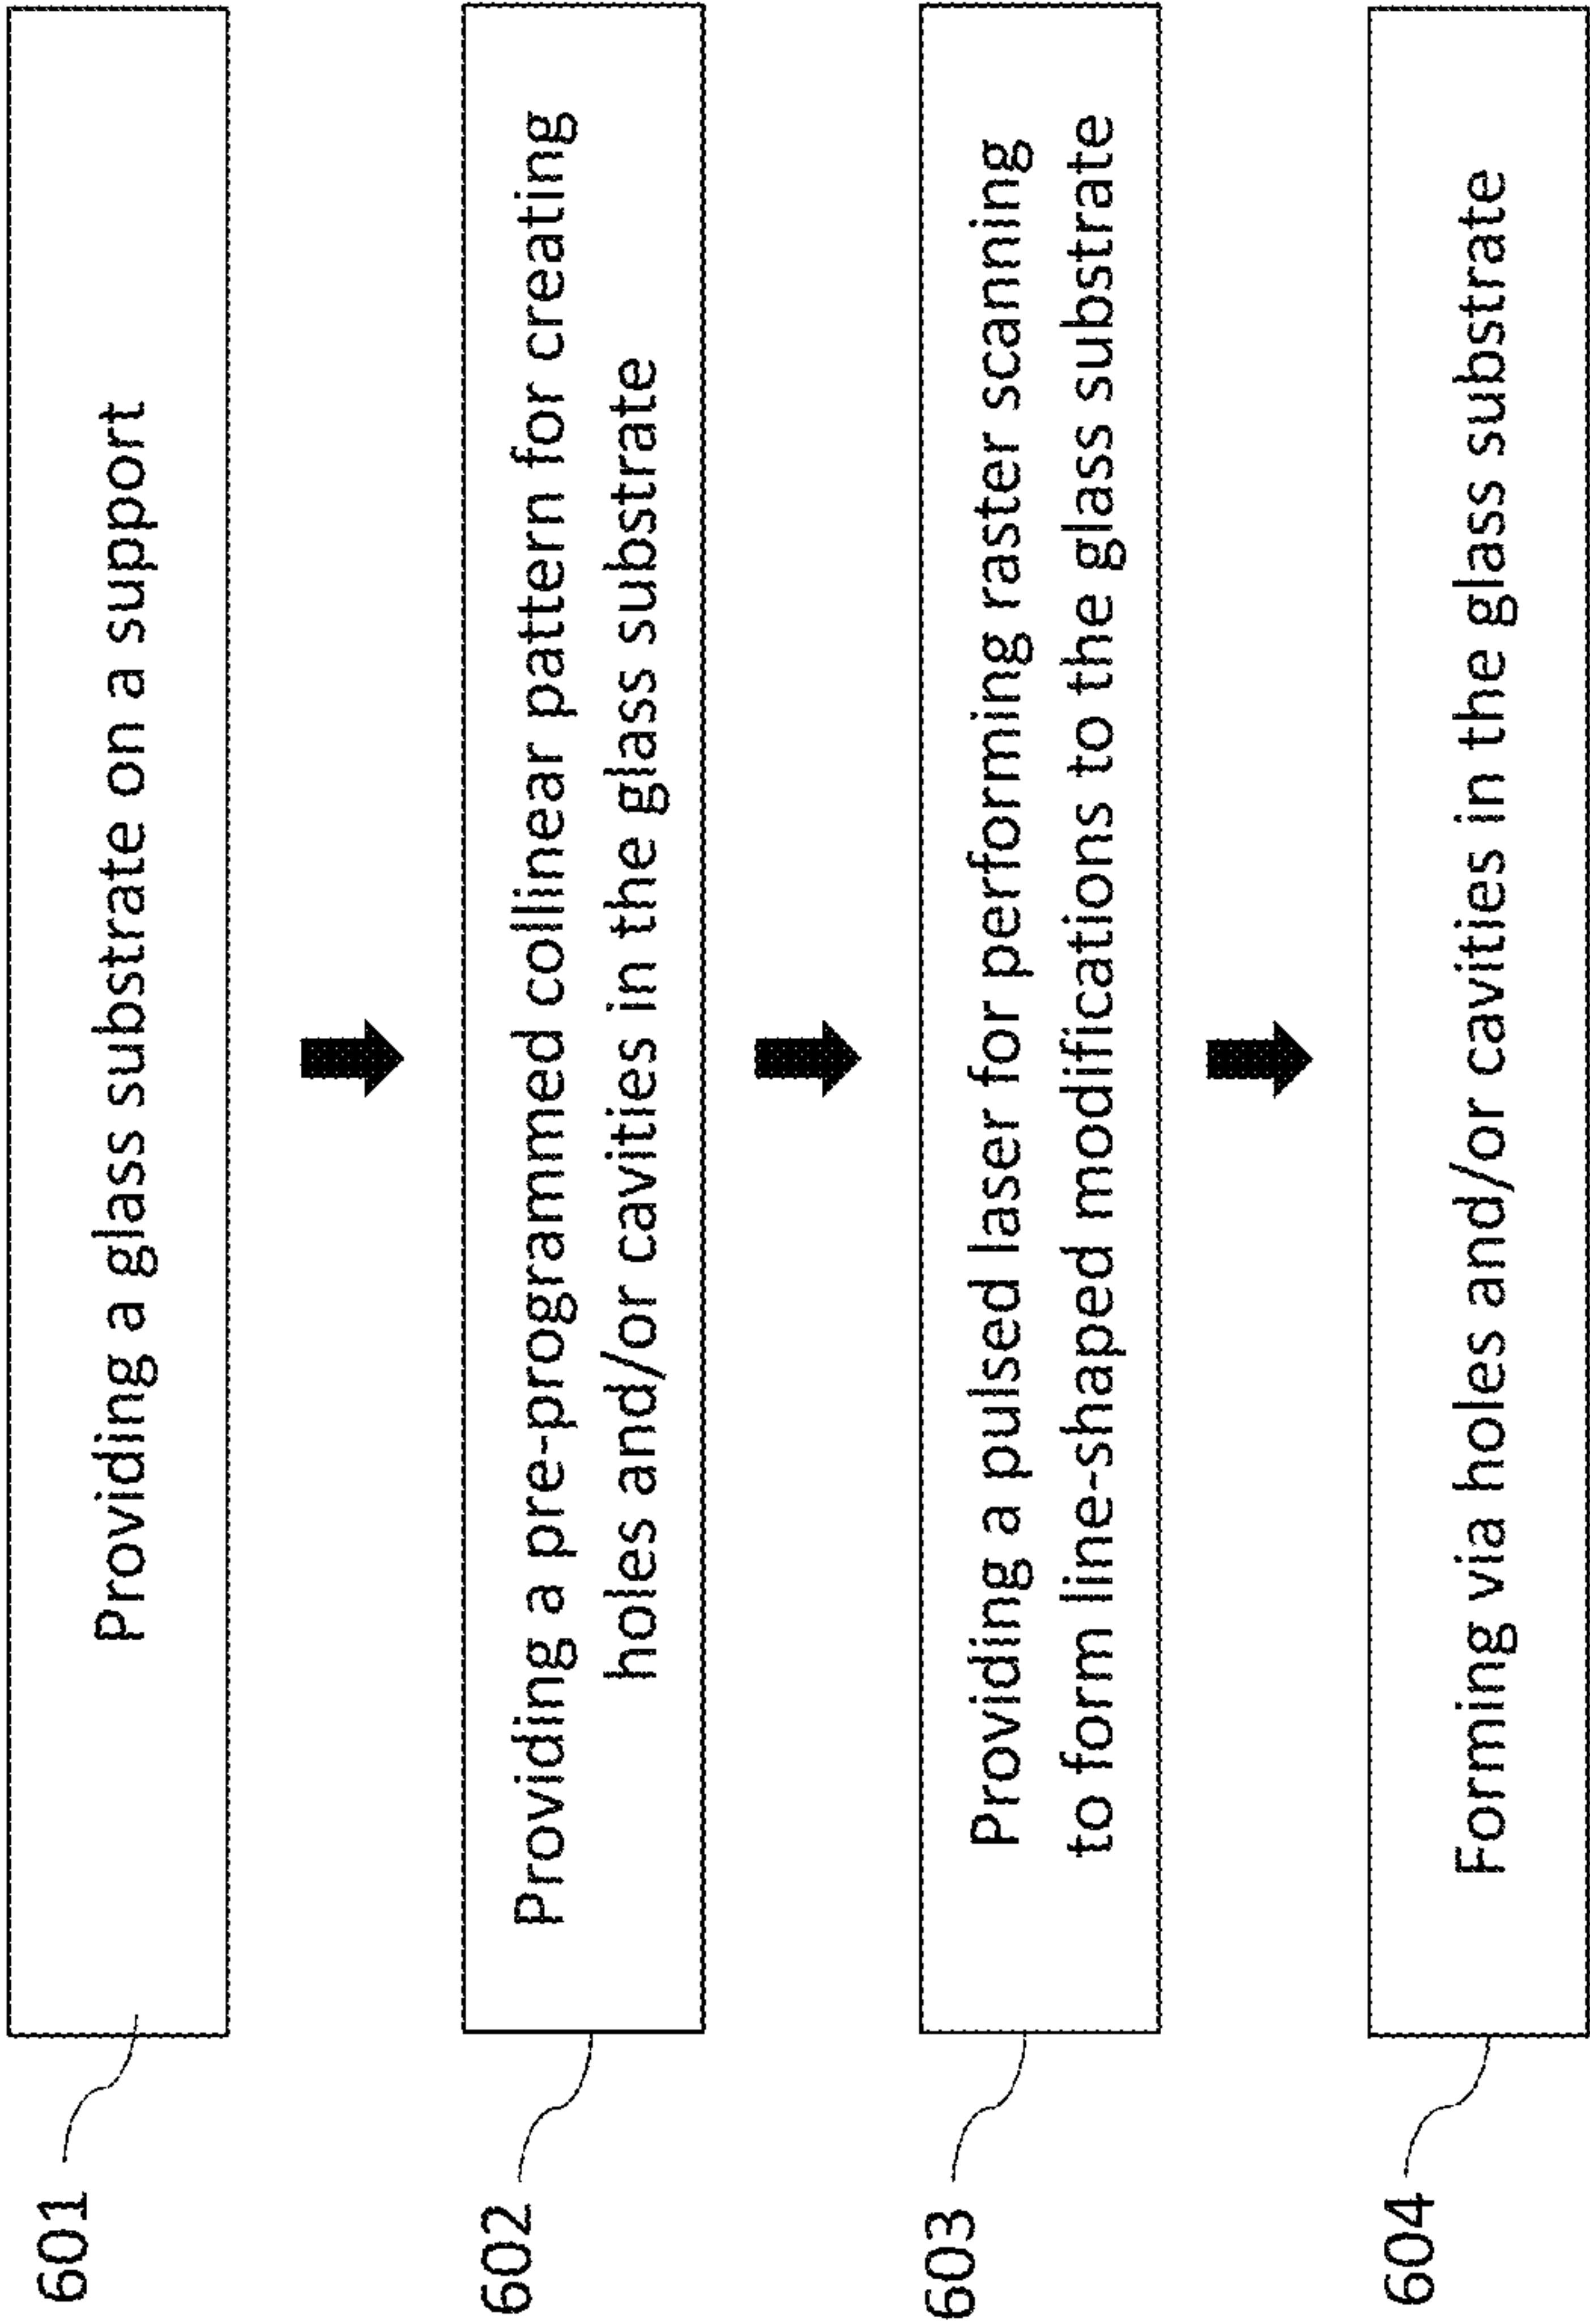 601
Providing a glass substrate on a support
602
Providing a pre-programmed collinear pattern for creating
holes and/or cavities in the glass substrate
603
Providing a pulsed laser for performing raster scanning
to form line-shaped modifications to the glass substrate
604
Forming via holes and/or cavities in the glass substrate